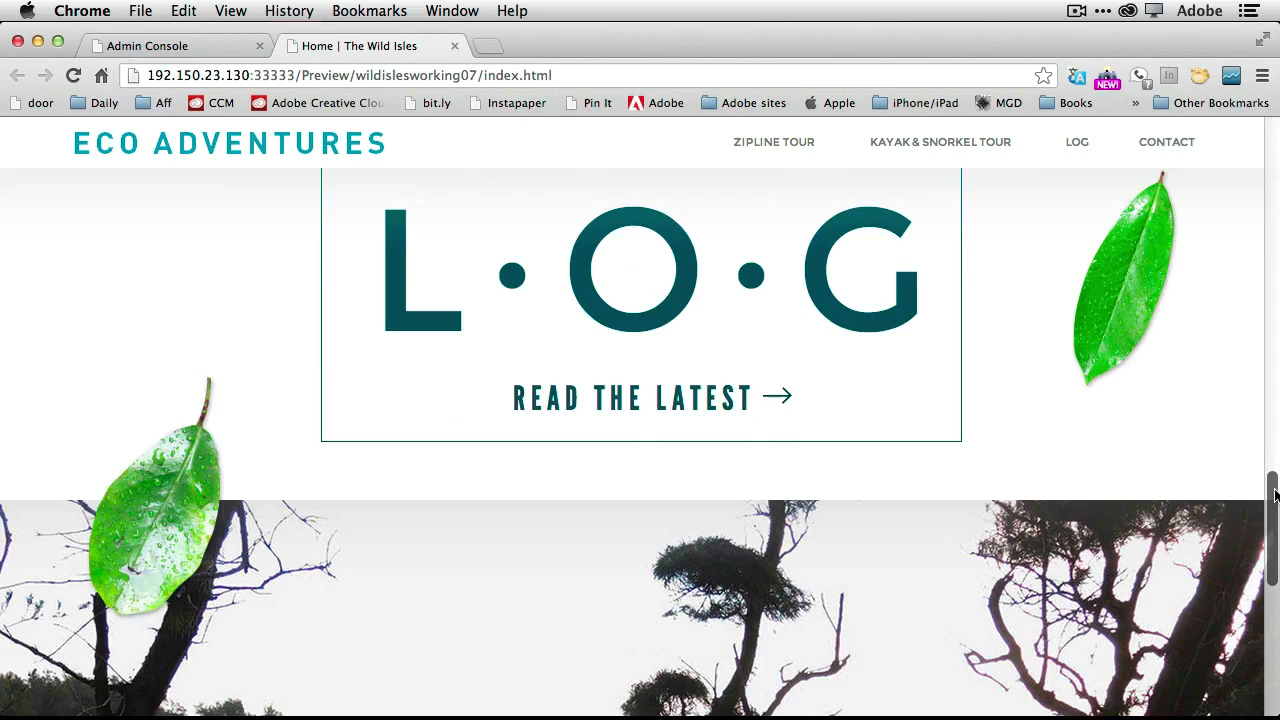 Chrome File Edit View History Bookmarks Window Help Adobe
Admin Console Home | The Wild Isles
192.150.23.130:33333/Preview/wildislesworking07/index.html
NEW! In
door Daily Aff CCM Adobe Creative Clou bit.ly Instapaper Pin It Adobe Adobe sites Apple iPhone/iPad MGD Books » Other Bookmarks
ECO ADVENTURES ZIPLINE TOUR KAYAK & SNORKEL TOUR LOG CONTACT
L•O•G
READ THE LATEST →